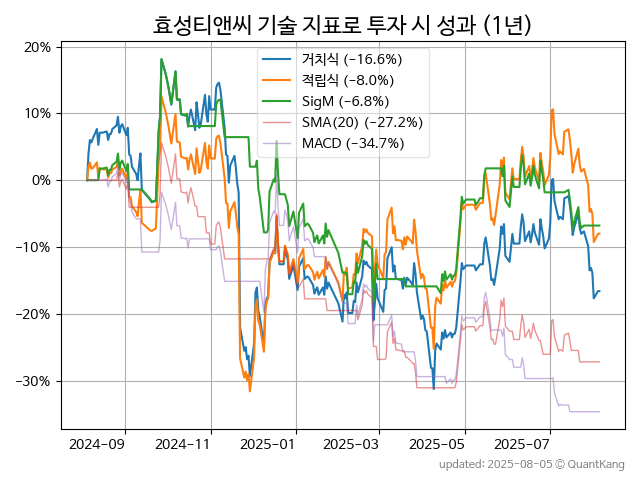 효성티앤씨 기술 지표로 투자 시 성과 (1년)
거치식 (−16.6%)
적립식 (−8.0%)
SigM (−6.8%)
SMA(20) (−27.2%)
MACD (−34.7%)
20%
10%
0%
−10%
−20%
−30%
2024-09
2024-11
2025-01
2025-03
2025-05
2025-07
updated: 2025-08-05 © QuantKang